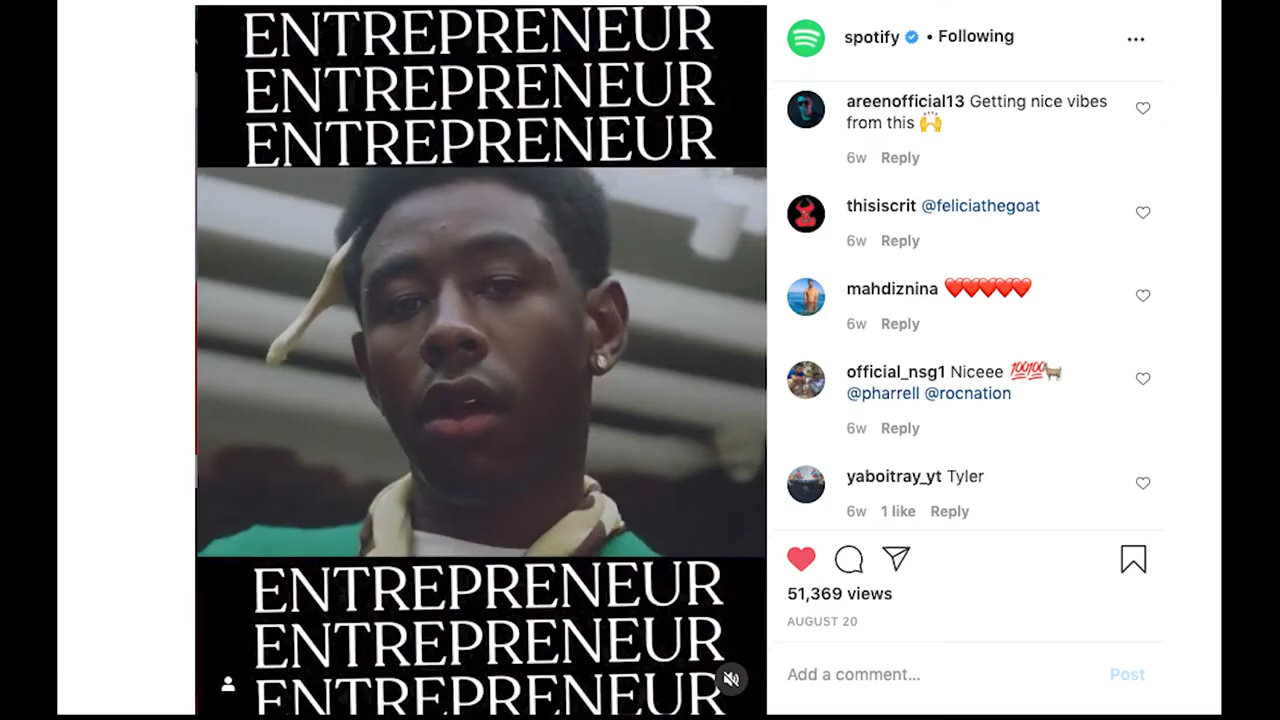 ENTREPRENEUR
ENTREPRENEUR
ENTREPRENEUR
ENTREPRENEUR
ENTREPRENEUR
ENTREPRENEUR
spotify • Following
areenofficial13 Getting nice vibes
from this 🙌
6w Reply
thisiscrit @feliciathegoat
6w Reply
mahdiznina ❤️❤️❤️❤️❤️
6w Reply
official_nsg1 Niceee 💯💯🐐
@pharrell @rocnation
6w Reply
yaboitray_yt Tyler
6w 1 like Reply
51,369 views
AUGUST 20
Add a comment... Post